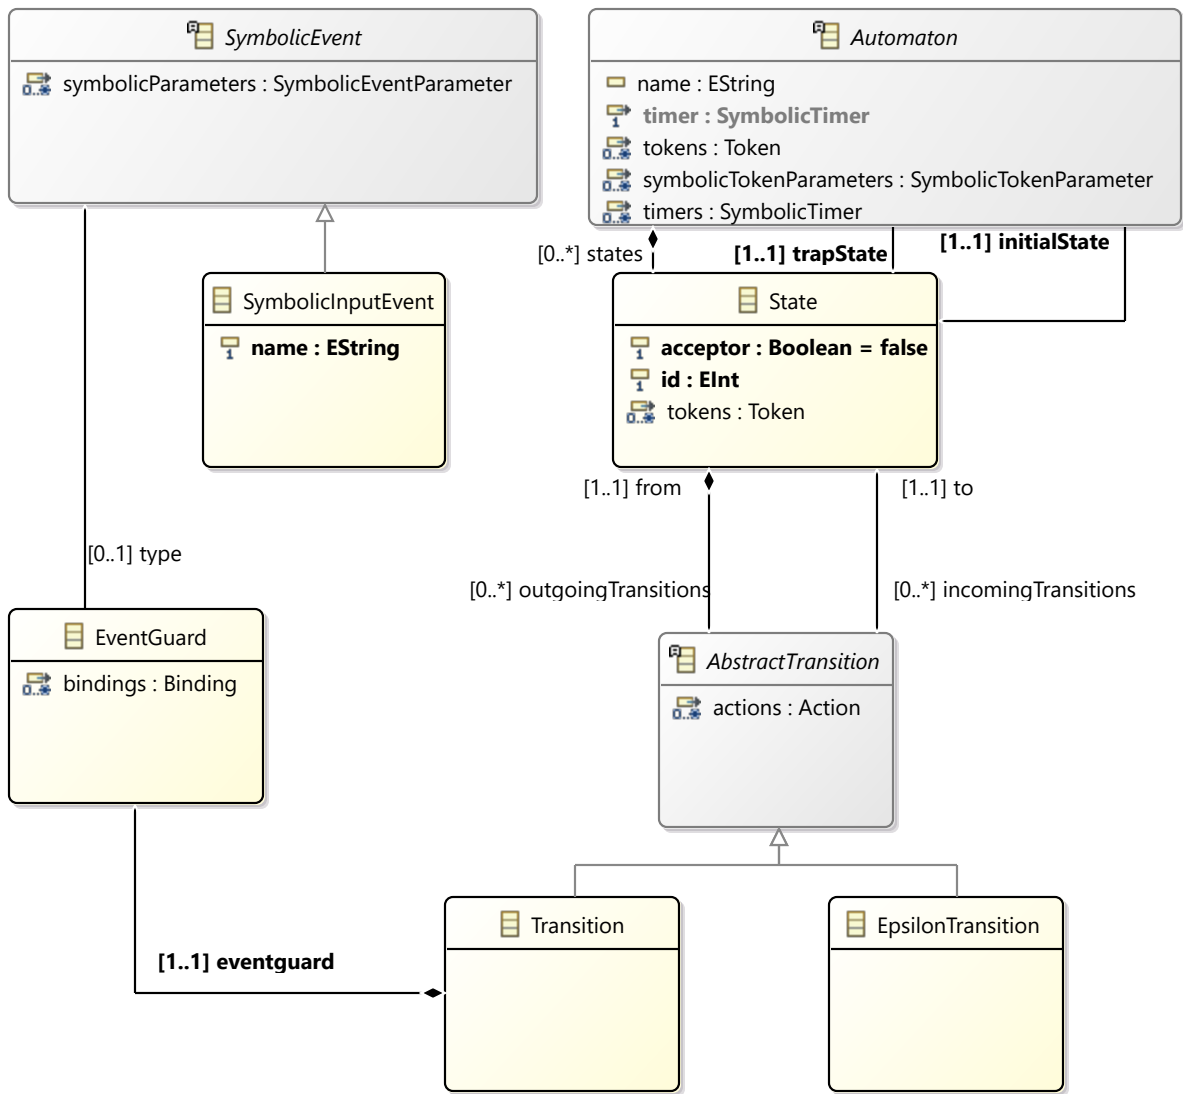 SymbolicEvent
symbolicParameters : SymbolicEventParameter
Automaton
name : EString
timer : SymbolicTimer
tokens : Token
symbolicTokenParameters : SymbolicTokenParameter
timers : SymbolicTimer
[0..*] states
[1..1] trapState
[1..1] initialState
SymbolicInputEvent
name : EString
State
acceptor : Boolean = false
id : EInt
tokens : Token
[1..1] from
[1..1] to
[0..1] type
[0..*] outgoingTransitions
[0..*] incomingTransitions
EventGuard
bindings : Binding
AbstractTransition
actions : Action
Transition
EpsilonTransition
[1..1] eventguard